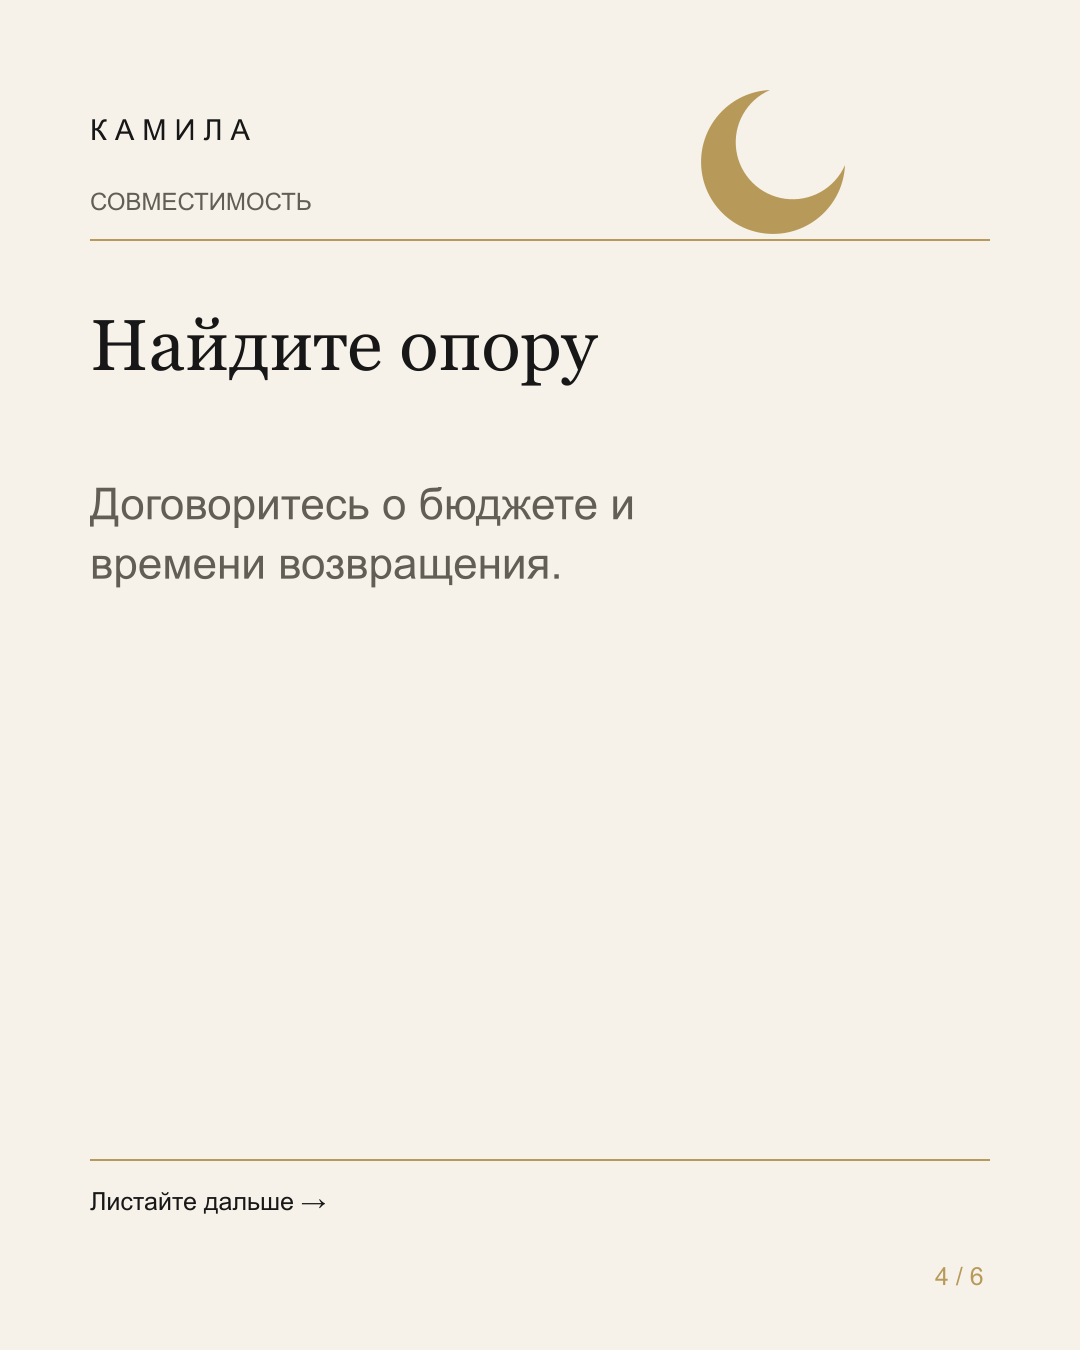 КАМИЛА
СОВМЕСТИМОСТЬ
Найдите опору
Договоритесь о бюджете и
времени возвращения.
Листайте дальше →
4 / 6